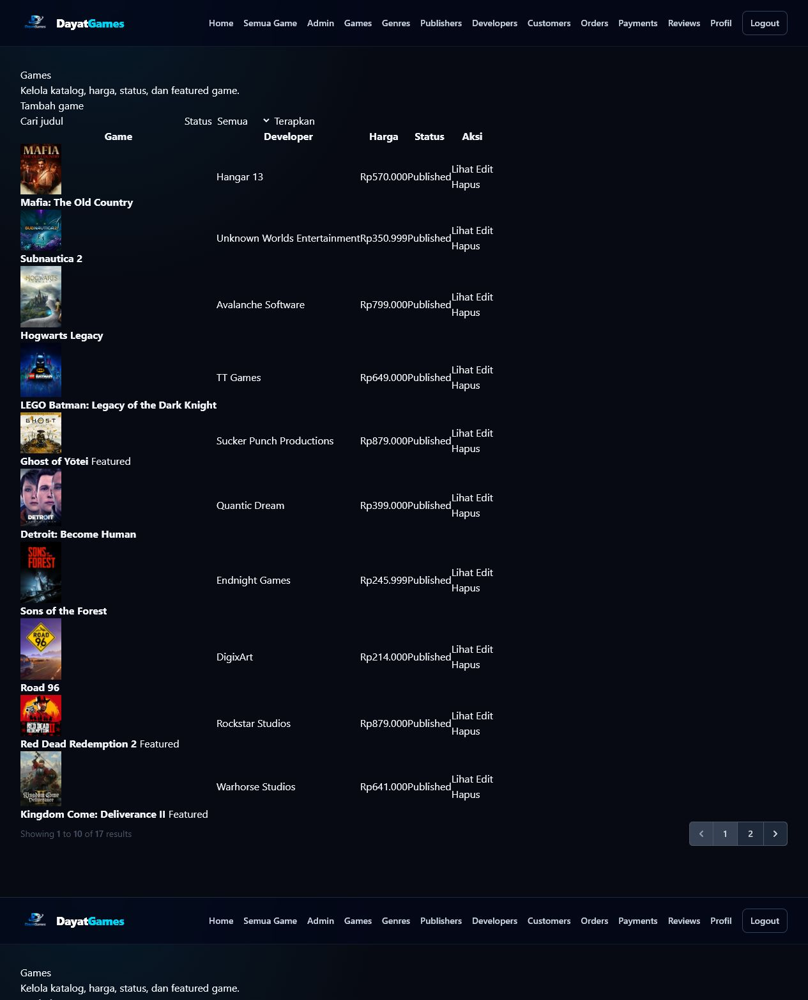 DayatGames Home Semua Game Admin Games Genres Publishers Developers Customers Orders Payments Reviews Profil Logout
Games
Kelola katalog, harga, status, dan featured game.
Tambah game
Cari judul Status Semua Terapkan
Game Developer Harga Status Aksi
MAFIA
THE OLD COUNTRY
Hangar 13 Rp570.000 Published Lihat Edit
Hapus
Mafia: The Old Country
SUBNAUTICA 2
Unknown Worlds Entertainment Rp350.999 Published Lihat Edit
Hapus
Subnautica 2
HOGWARTS
LEGACY
Avalanche Software Rp799.000 Published Lihat Edit
Hapus
Hogwarts Legacy
BATMAN
TT Games Rp649.000 Published Lihat Edit
Hapus
LEGO Batman: Legacy of the Dark Knight
GHOST
Sucker Punch Productions Rp879.000 Published Lihat Edit
Hapus
Ghost of Yōtei Featured
DETROIT
Quantic Dream Rp399.000 Published Lihat Edit
Hapus
Detroit: Become Human
SONS
FOREST
Endnight Games Rp245.999 Published Lihat Edit
Hapus
Sons of the Forest
ROAD
96
DigixArt Rp214.000 Published Lihat Edit
Hapus
Road 96
RED DEAD
REDEMPTION II
Rockstar Studios Rp879.000 Published Lihat Edit
Hapus
Red Dead Redemption 2 Featured
Kingdom Come
Deliverance
II
Warhorse Studios Rp641.000 Published Lihat Edit
Hapus
Kingdom Come: Deliverance II Featured
Showing 1 to 10 of 17 results 1 2
DayatGames Home Semua Game Admin Games Genres Publishers Developers Customers Orders Payments Reviews Profil Logout
Games
Kelola katalog, harga, status, dan featured game.